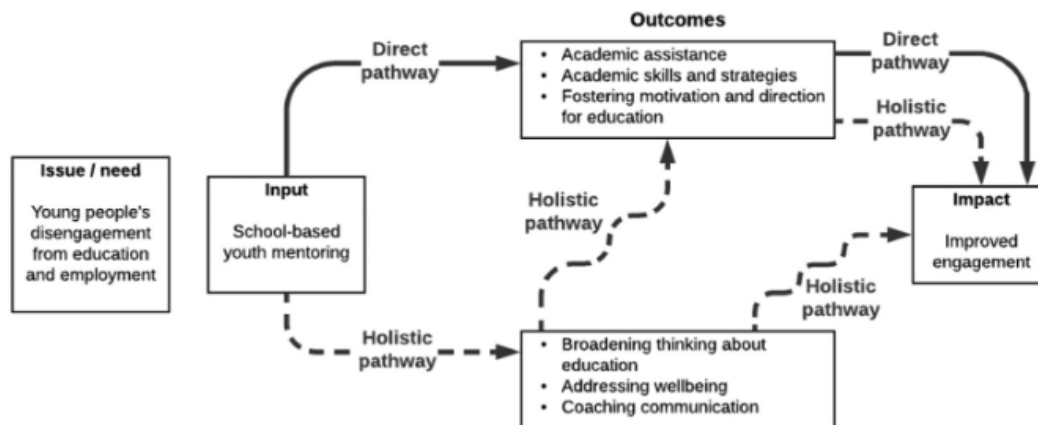 Outcomes
Direct
pathway
• Academic assistance
• Academic skills and strategies
• Fostering motivation and direction
for education
Direct
pathway
Holistic
pathway
Issue / need
Young people's
disengagement
from education
and employment
Input
School-based
youth mentoring
Holistic
pathway
Impact
Improved
engagement
Holistic
pathway
Holistic
pathway
• Broadening thinking about
education
• Addressing wellbeing
• Coaching communication